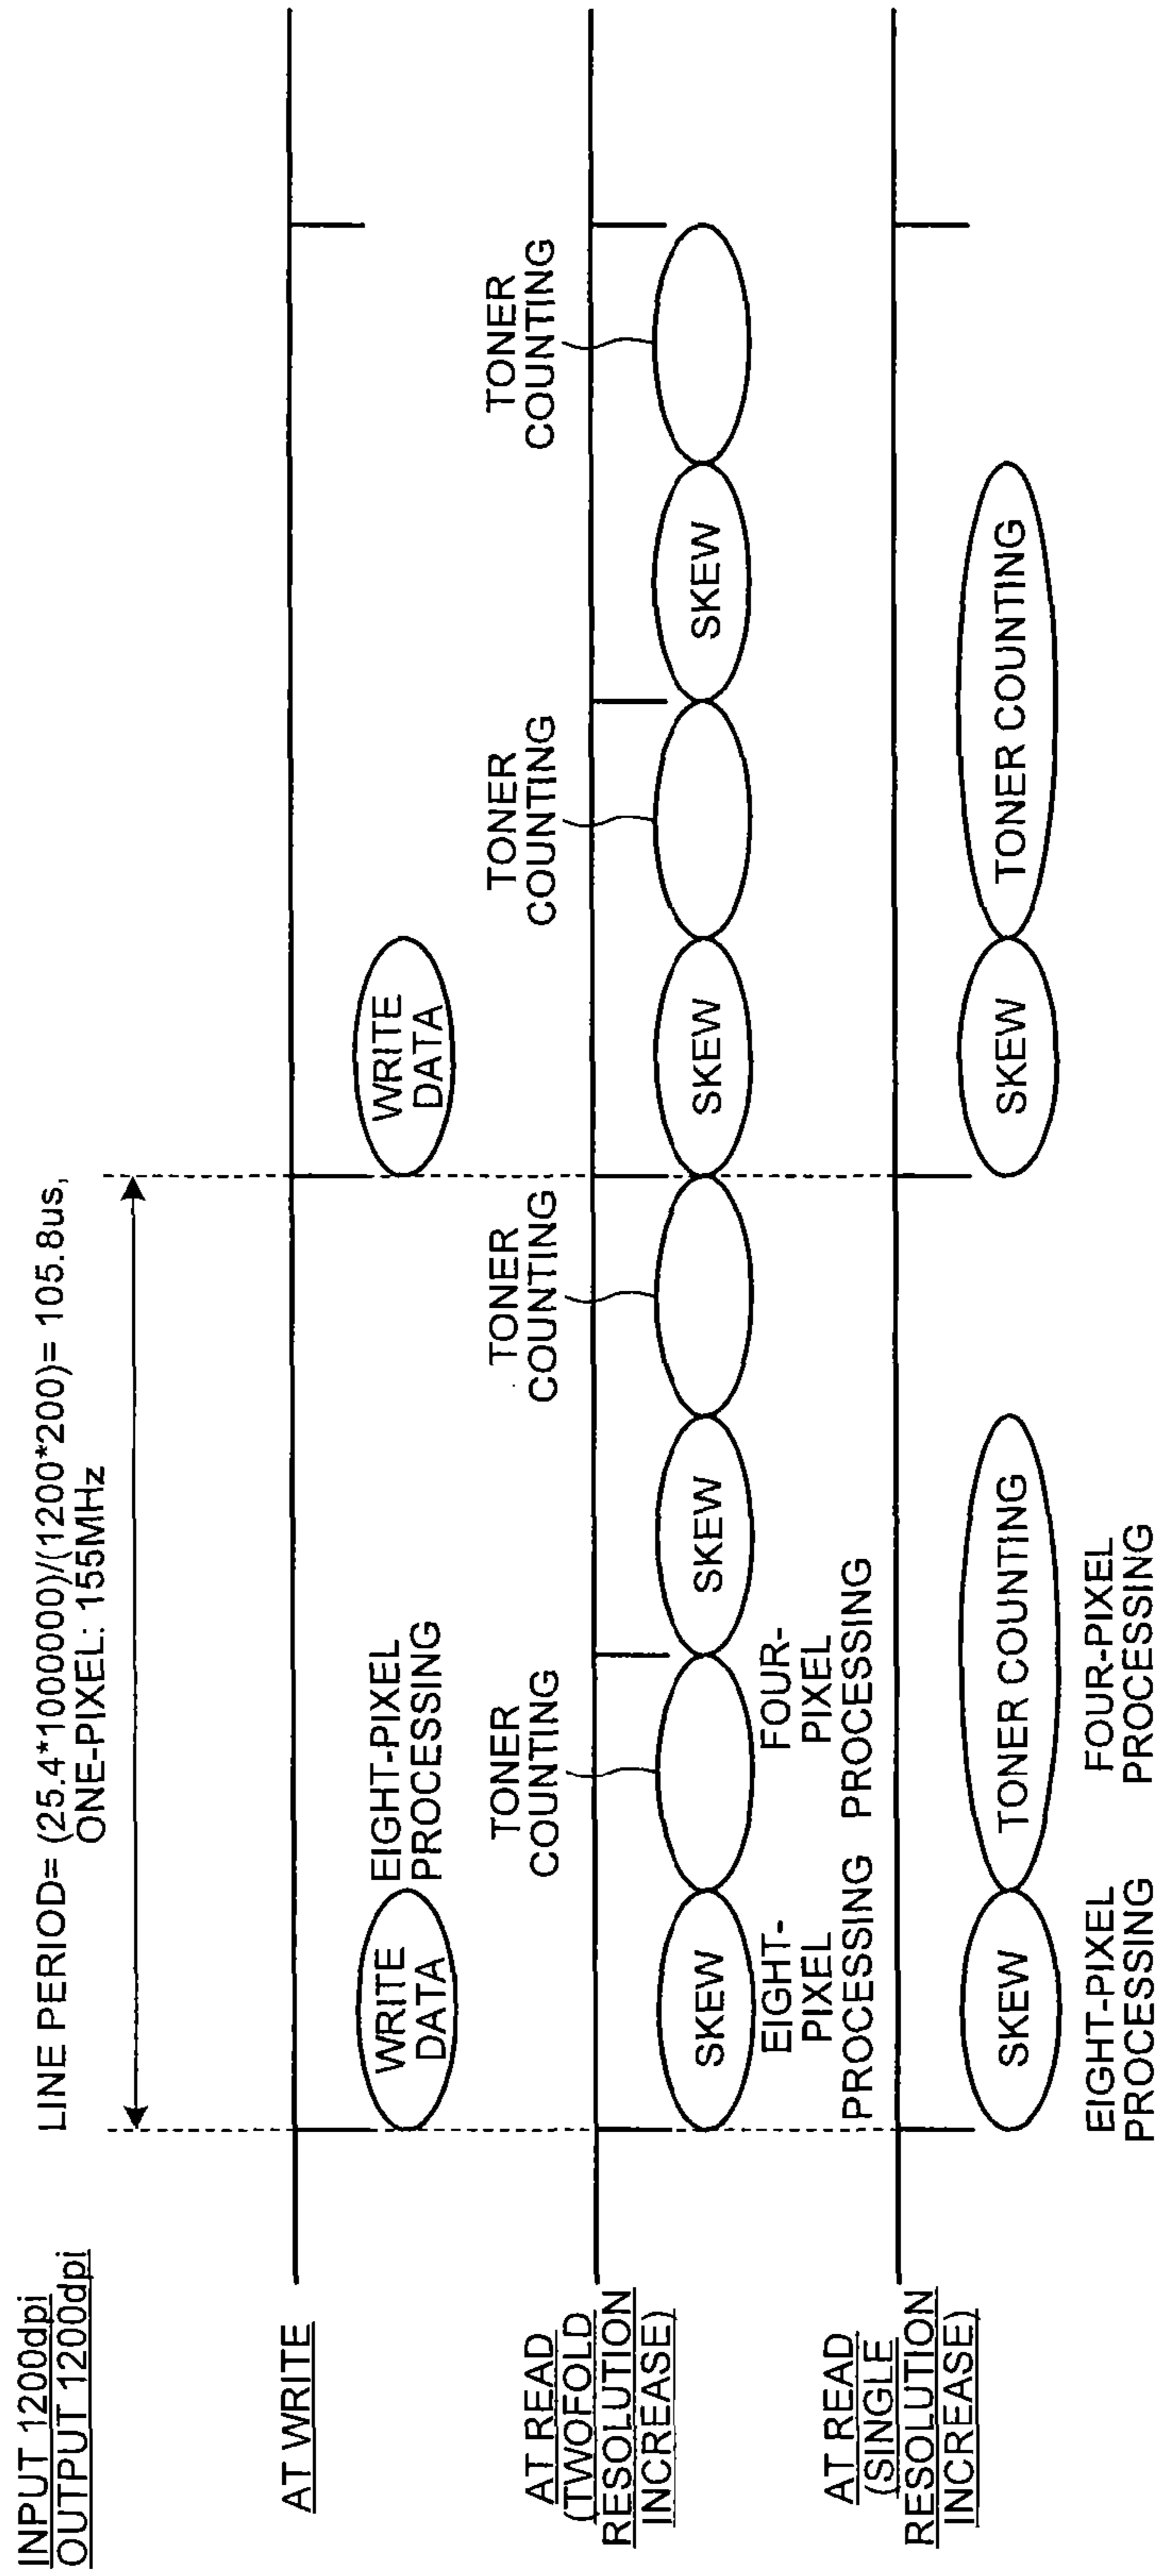 INPUT 1200dpi
OUTPUT 1200dpi
LINE PERIOD= (25.4*1000000)/(1200*200)= 105.8us,
ONE-PIXEL: 155MHz
AT WRITE
WRITE
DATA
EIGHT-PIXEL
PROCESSING
WRITE
DATA
AT READ
(TWOFOLD
RESOLUTION
INCREASE)
TONER
COUNTING
TONER
COUNTING
TONER
COUNTING
TONER
COUNTING
SKEW
SKEW
SKEW
SKEW
EIGHT-
PIXEL
PROCESSING
FOUR-
PIXEL
PROCESSING
AT READ
(SINGLE
RESOLUTION
INCREASE)
SKEW
TONER COUNTING
SKEW
TONER COUNTING
EIGHT-PIXEL
PROCESSING
FOUR-PIXEL
PROCESSING